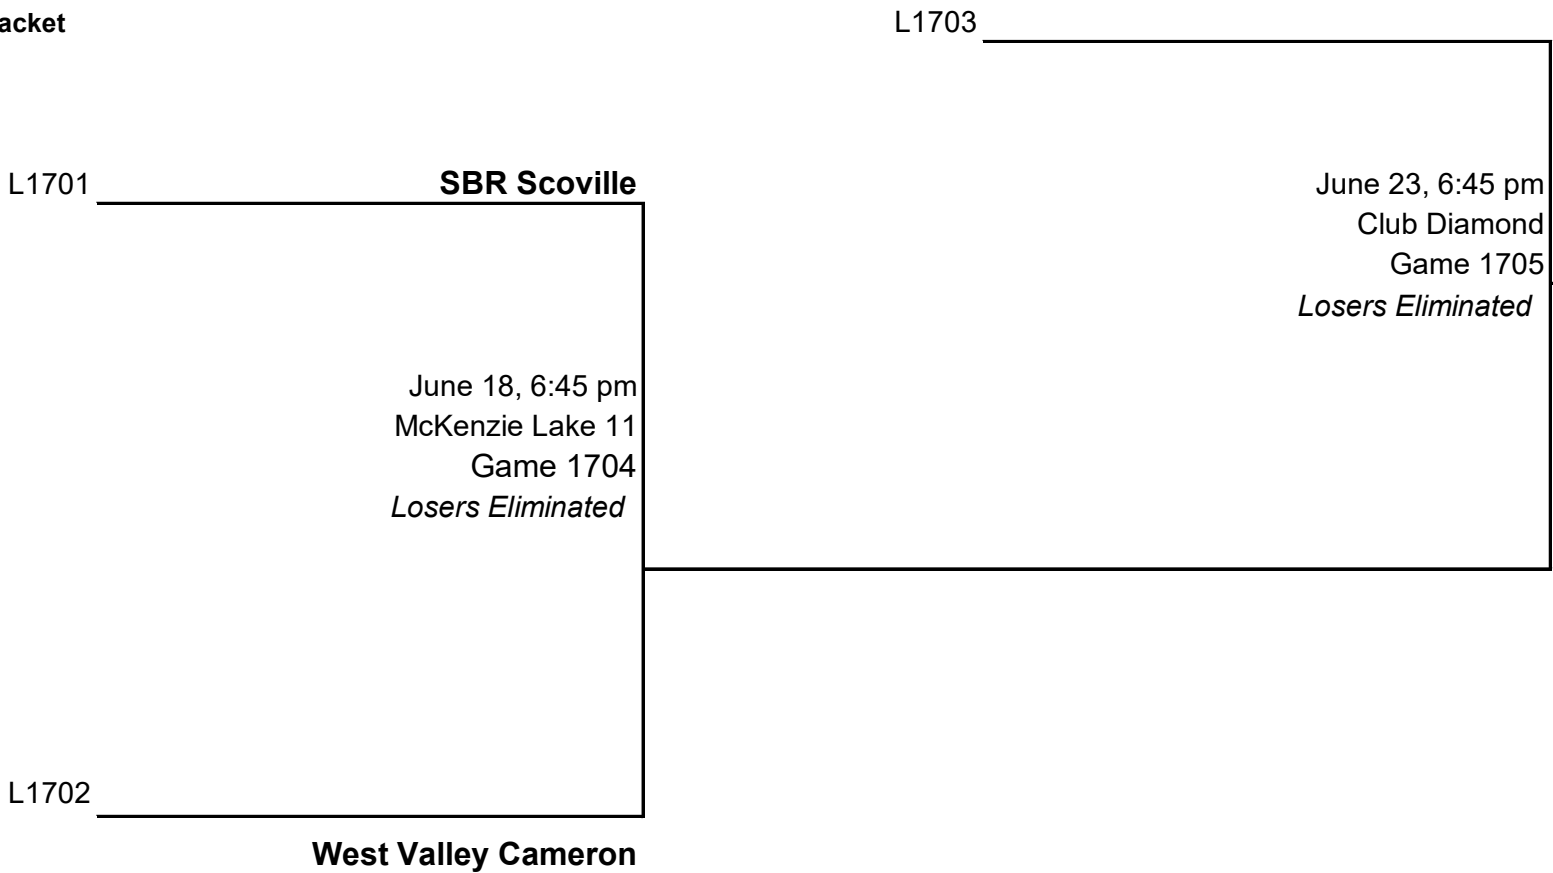 acket
L1703
L1701
SBR Scoville
June 23, 6:45 pm
Club Diamond
Game 1705
Losers Eliminated
June 18, 6:45 pm
McKenzie Lake 11
Game 1704
Losers Eliminated
L1702
West Valley Cameron